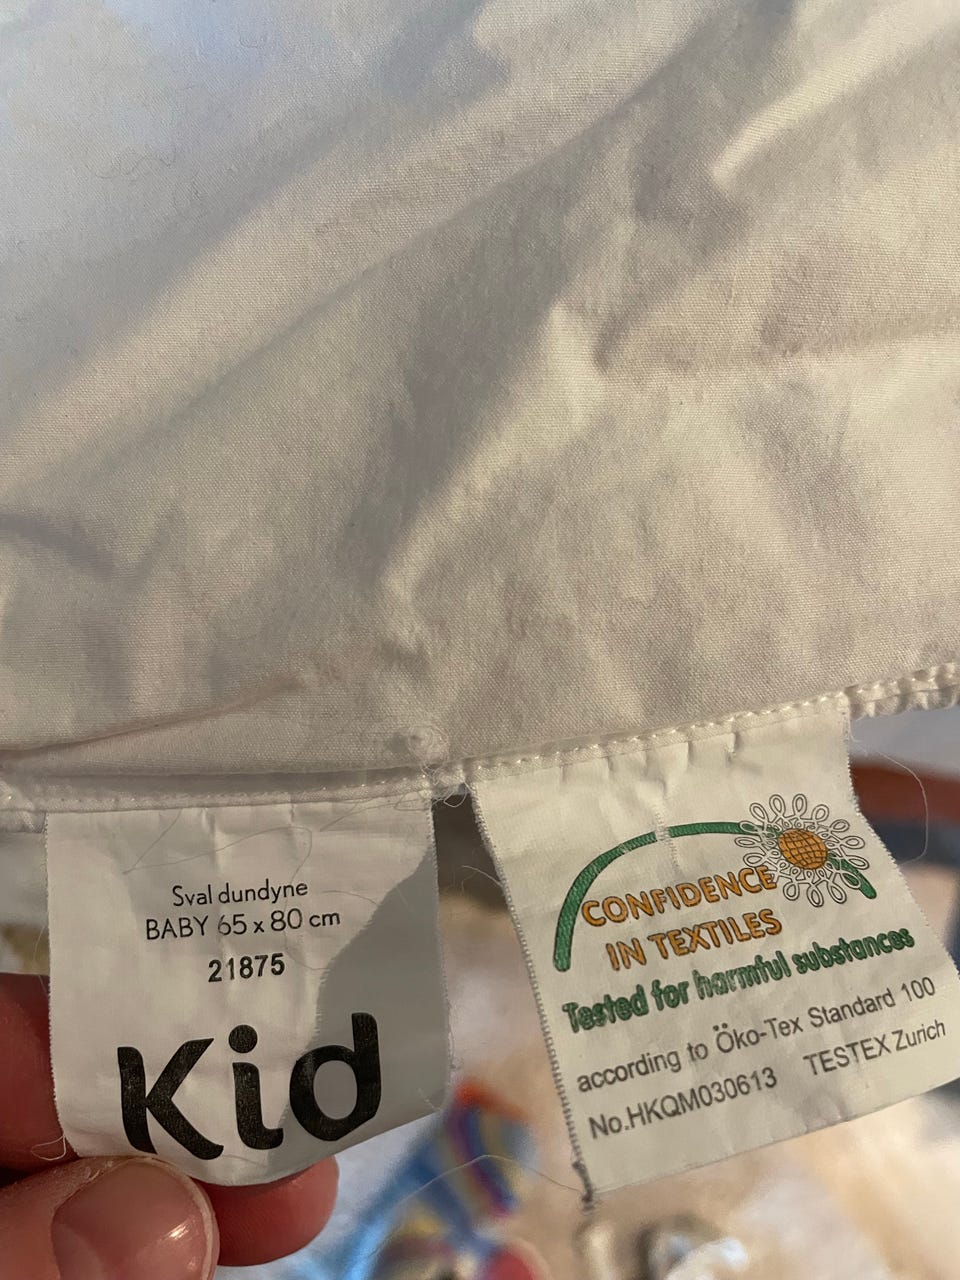 Sval dundyne
BABY 65 x 80 cm
21875
Kid
CONFIDENCE
IN TEXTILES
Tested for harmful substances
according to Öko-Tex Standard 100
No.HKQM030613 TESTEX Zurich